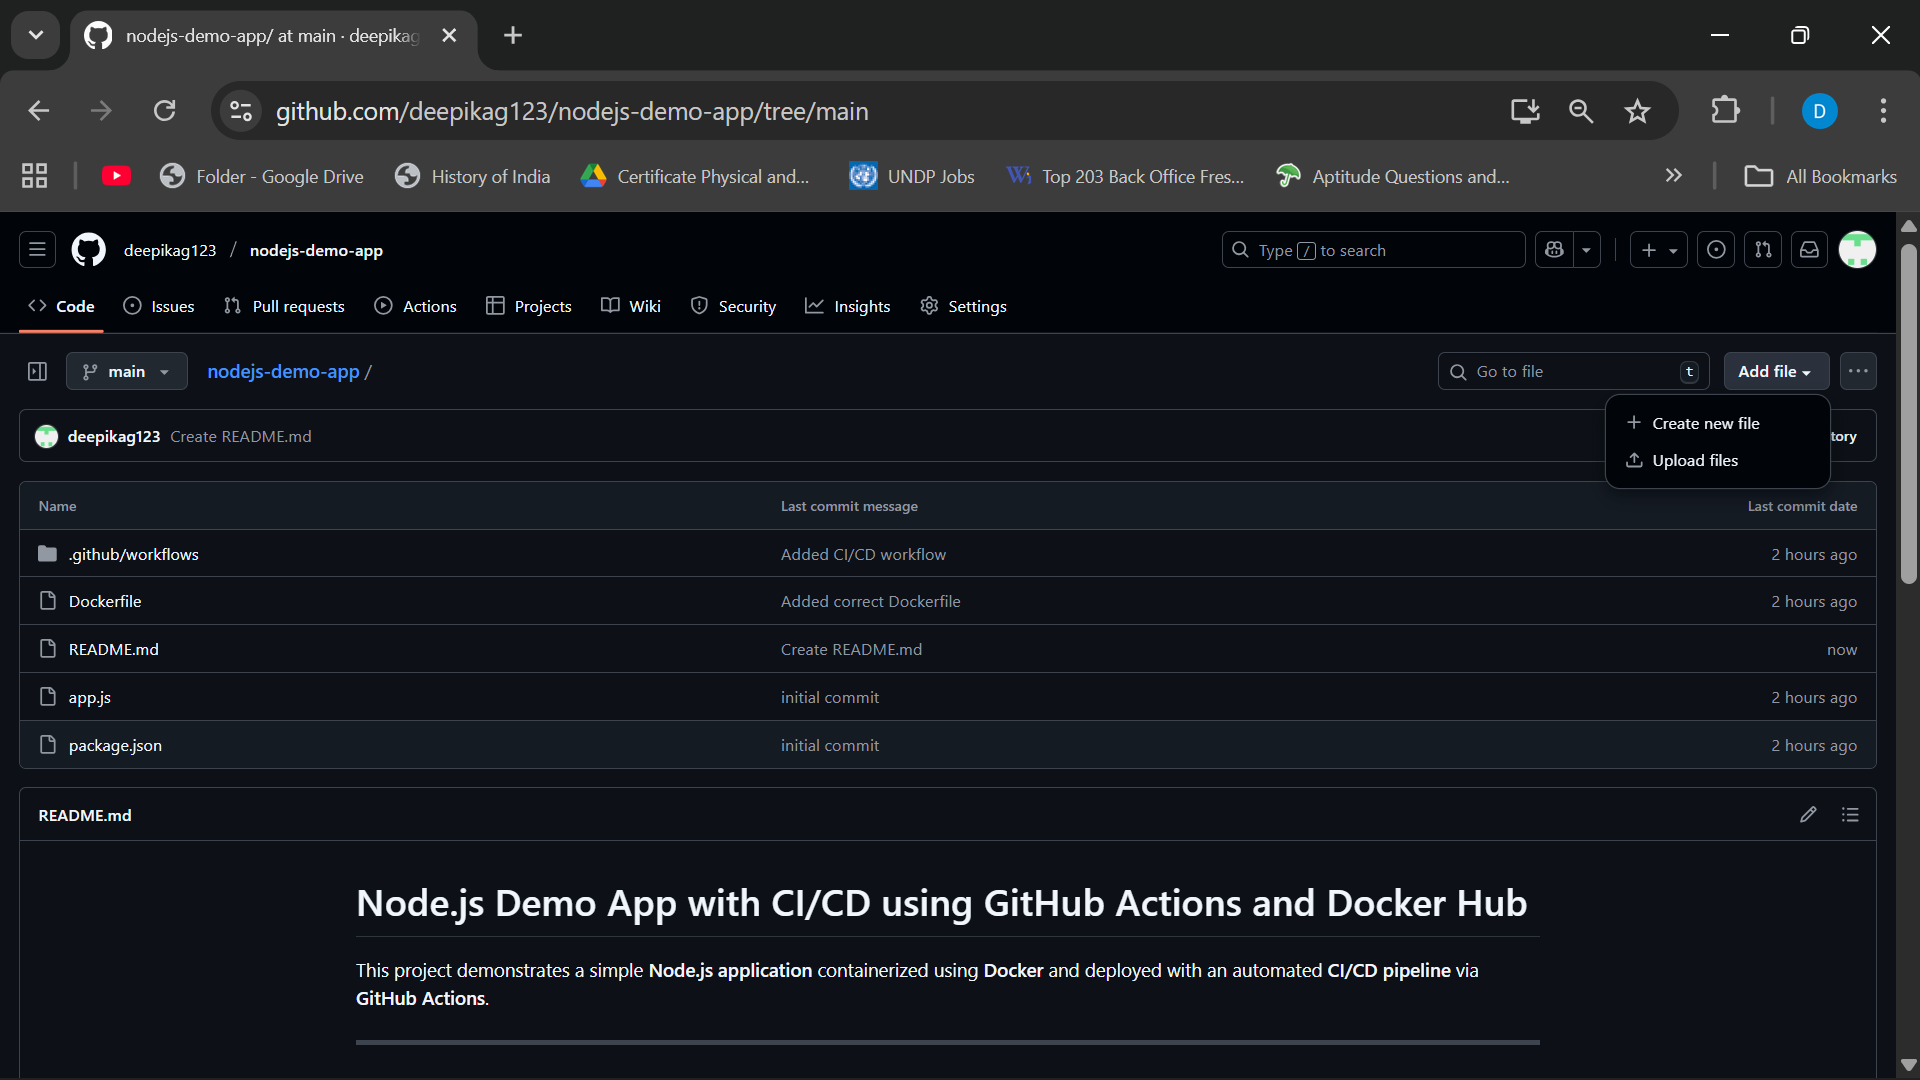 nodejs-demo-app/ at main · deepikag
github.com/deepikag123/nodejs-demo-app/tree/main
D
Folder - Google Drive
History of India
Certificate Physical and...
UNDP Jobs
Top 203 Back Office Fres...
Aptitude Questions and...
All Bookmarks
deepikag123 / nodejs-demo-app
Type / to search
Code
Issues
Pull requests
Actions
Projects
Wiki
Security
Insights
Settings
main
nodejs-demo-app /
Go to file
t
Add file
Create new file
Upload files
deepikag123 Create README.md
tory
Name Last commit message Last commit date
.github/workflows Added CI/CD workflow 2 hours ago
Dockerfile Added correct Dockerfile 2 hours ago
README.md Create README.md now
app.js initial commit 2 hours ago
package.json initial commit 2 hours ago
README.md
Node.js Demo App with CI/CD using GitHub Actions and Docker Hub
This project demonstrates a simple Node.js application containerized using Docker and deployed with an automated CI/CD pipeline via
GitHub Actions.